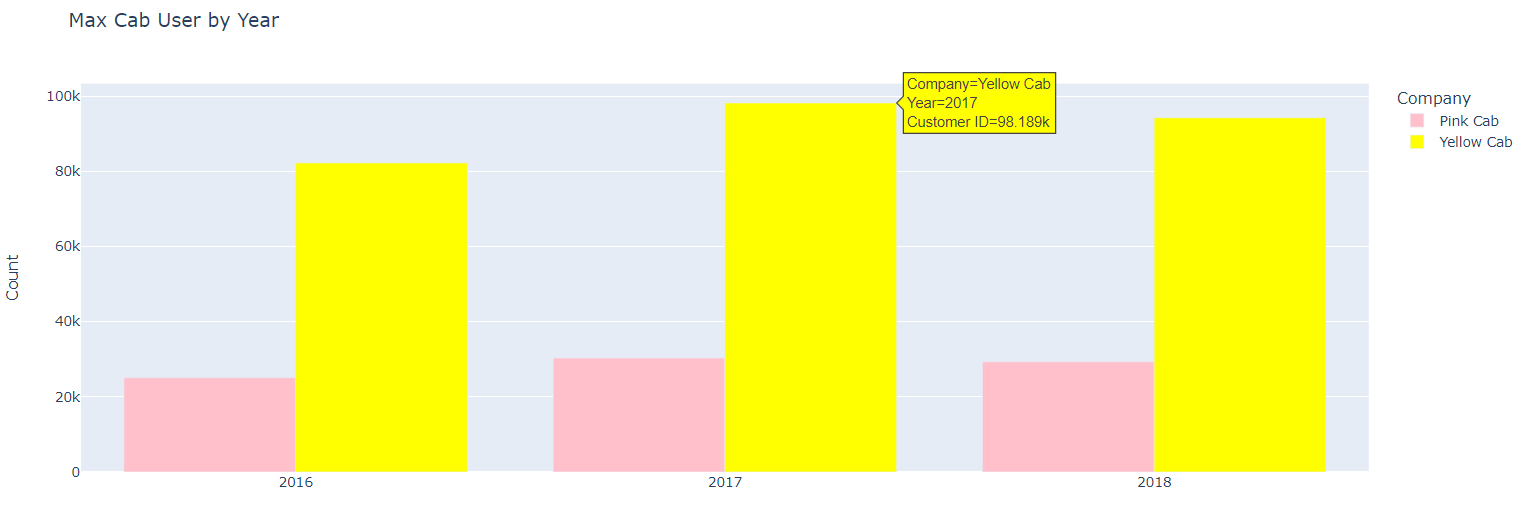 Max Cab User by Year
Company=Yellow Cab
Year=2017
Customer ID=98.189k
Company
Pink Cab
Yellow Cab
100k
80k
60k
40k
20k
0
Count
2016
2017
2018